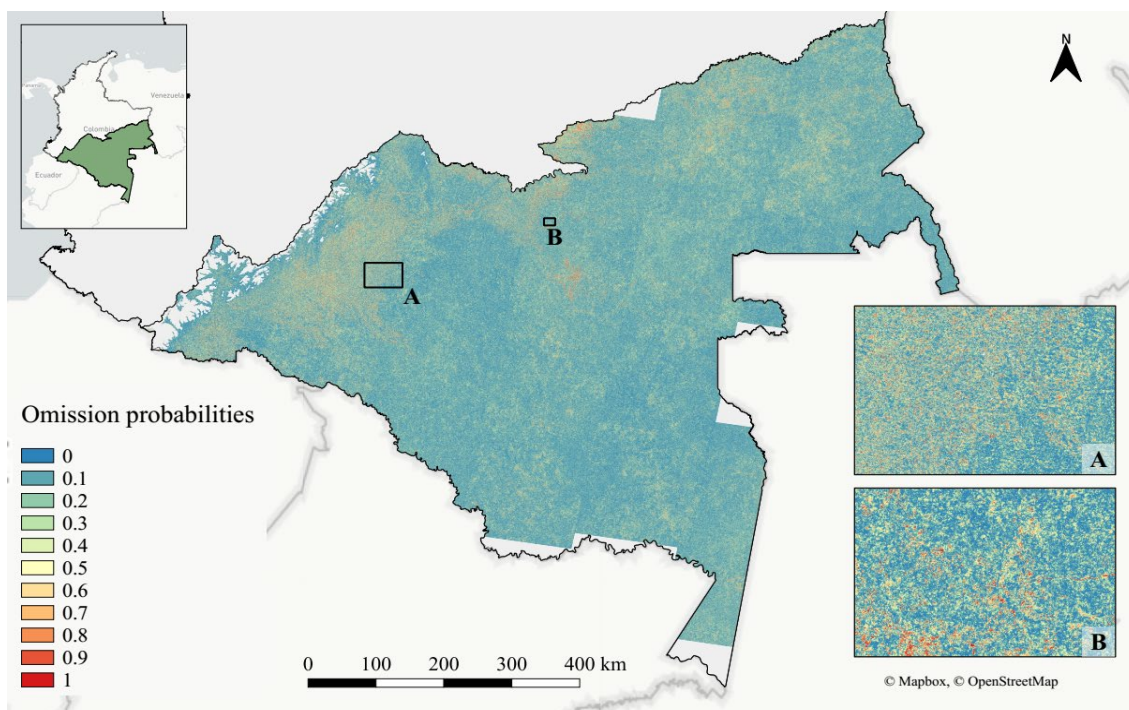 Panamá
Venezuela
Colombia
Ecuador
N
B
A
Omission probabilities
0
0.1
0.2
0.3
0.4
0.5
0.6
0.7
0.8
0.9
1
A
B
0 100 200 300 400 km
© Mapbox, © OpenStreetMap